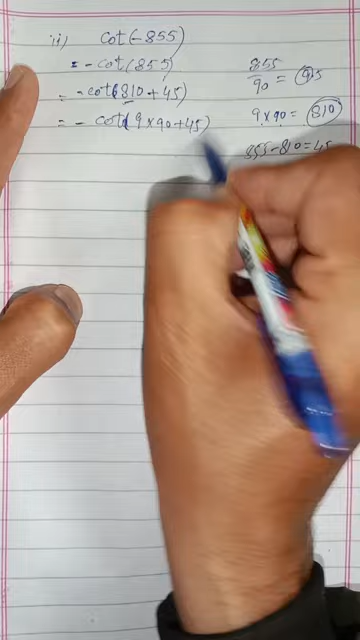 ii) cot(-855)
= - cot(855)
= - cot(810+45)
= - cot(9×90+45)
855/90 = 9.5
9×90 = 810
855-810=45